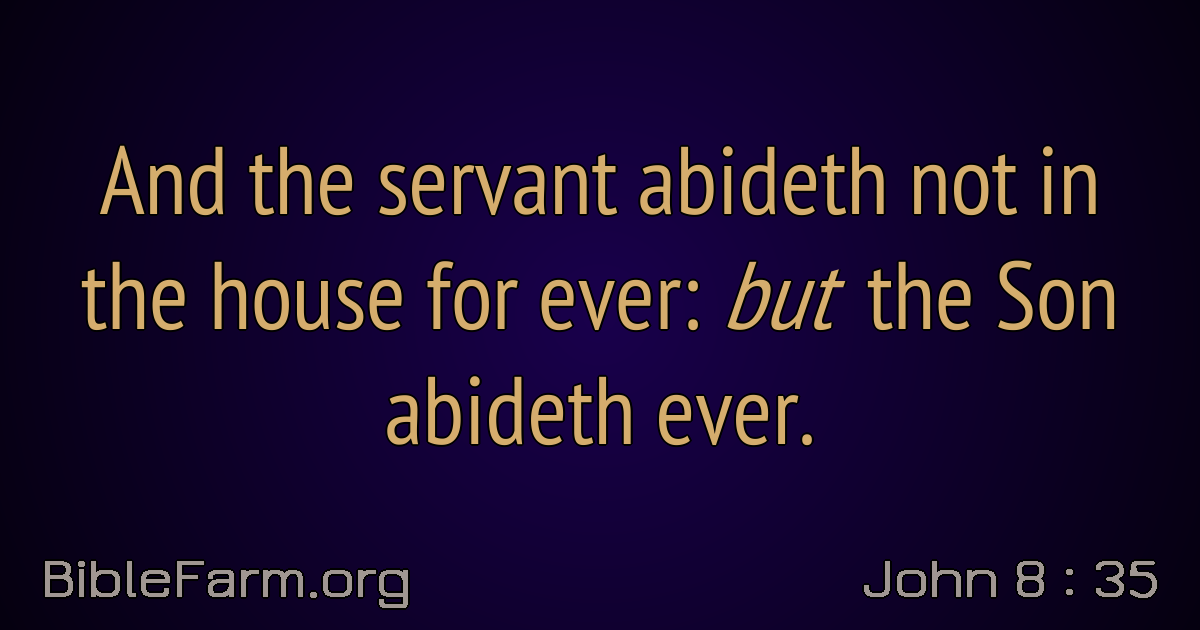 And the servant abideth not in
the house for ever: but the Son
abideth ever.
BibleFarm.org
John 8 : 35